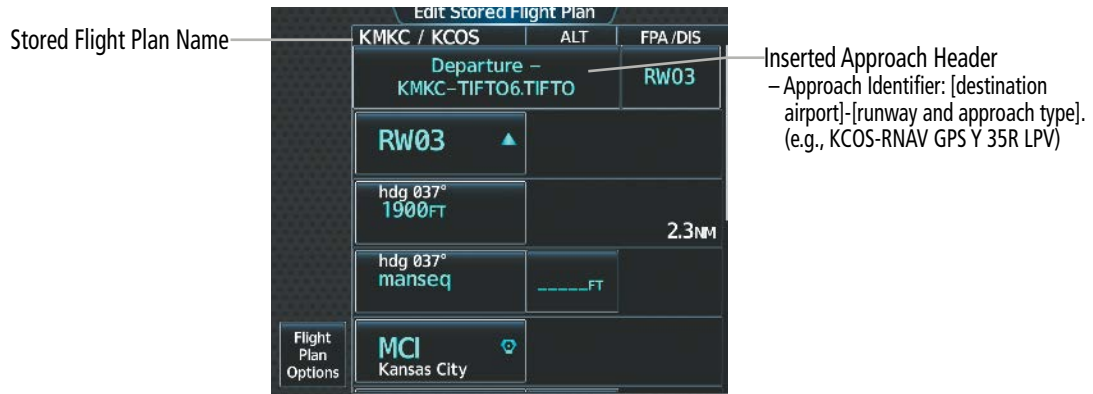 Edit Stored Flight Plan
Stored Flight Plan Name
KMKC / KCOS ALT FPA/DIS
Departure –
KMKC–TIFTO6.TIFTO
RW03
Inserted Approach Header
– Approach Identifier: [destination
airport]-[runway and approach type].
(e.g., KCOS-RNAV GPS Y 35R LPV)
RW03
hdg 037°
1900FT
2.3NM
hdg 037°
manseq
_____FT
Flight
Plan
Options
MCI
Kansas City